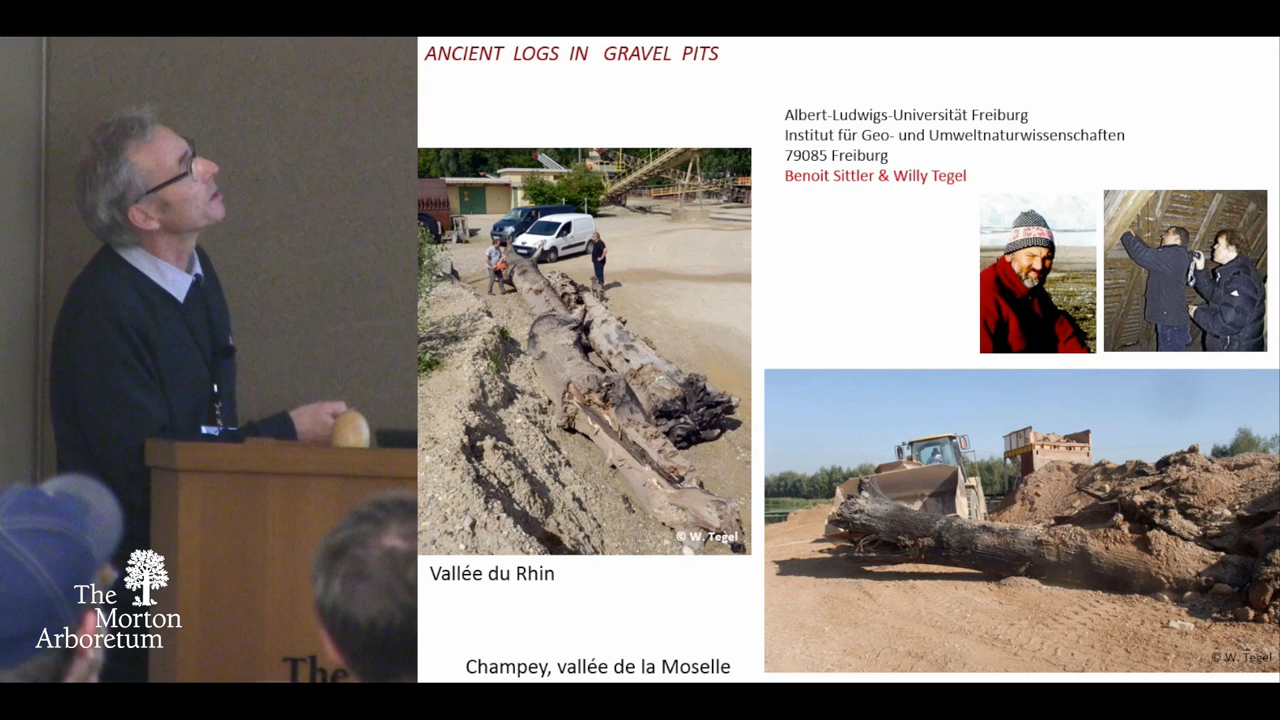 ANCIENT LOGS IN GRAVEL PITS
Albert-Ludwigs-Universität Freiburg
Institut für Geo- und Umweltnaturwissenschaften
79085 Freiburg
Benoit Sittler & Willy Tegel
© W. Tegel
Vallée du Rhin
Champey, vallée de la Moselle
© W. Tegel
The
Morton
Arboretum
The